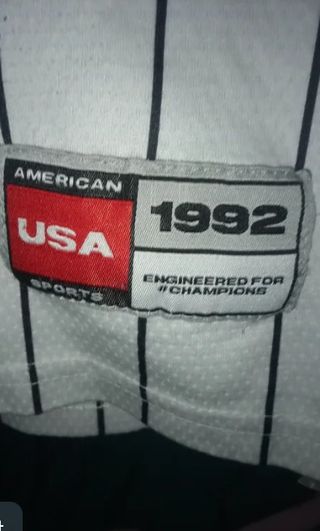 AMERICAN
USA
SPORTS
1992
ENGINEERED FOR
#CHAMPIONS